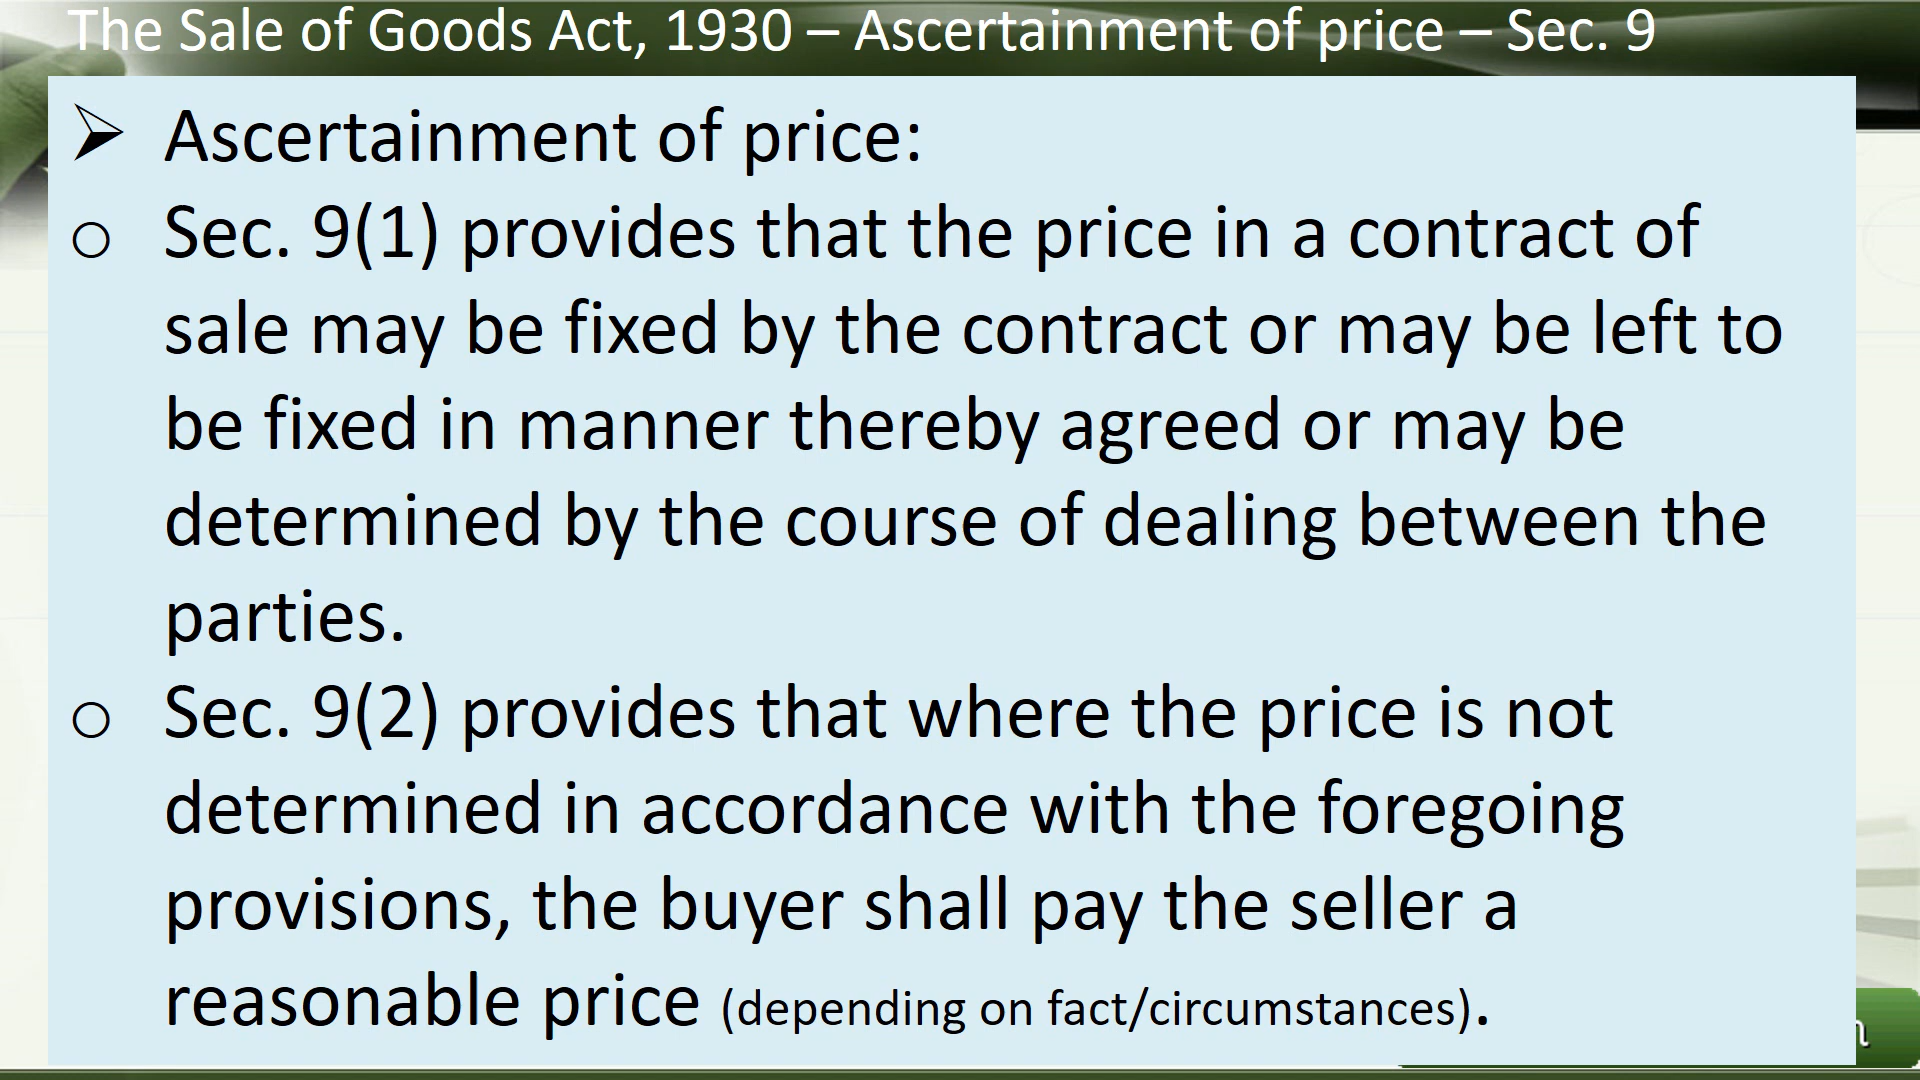 The Sale of Goods Act, 1930 – Ascertainment of price – Sec. 9
➢ Ascertainment of price:
o Sec. 9(1) provides that the price in a contract of
sale may be fixed by the contract or may be left to
be fixed in manner thereby agreed or may be
determined by the course of dealing between the
parties.
o Sec. 9(2) provides that where the price is not
determined in accordance with the foregoing
provisions, the buyer shall pay the seller a
reasonable price (depending on fact/circumstances).